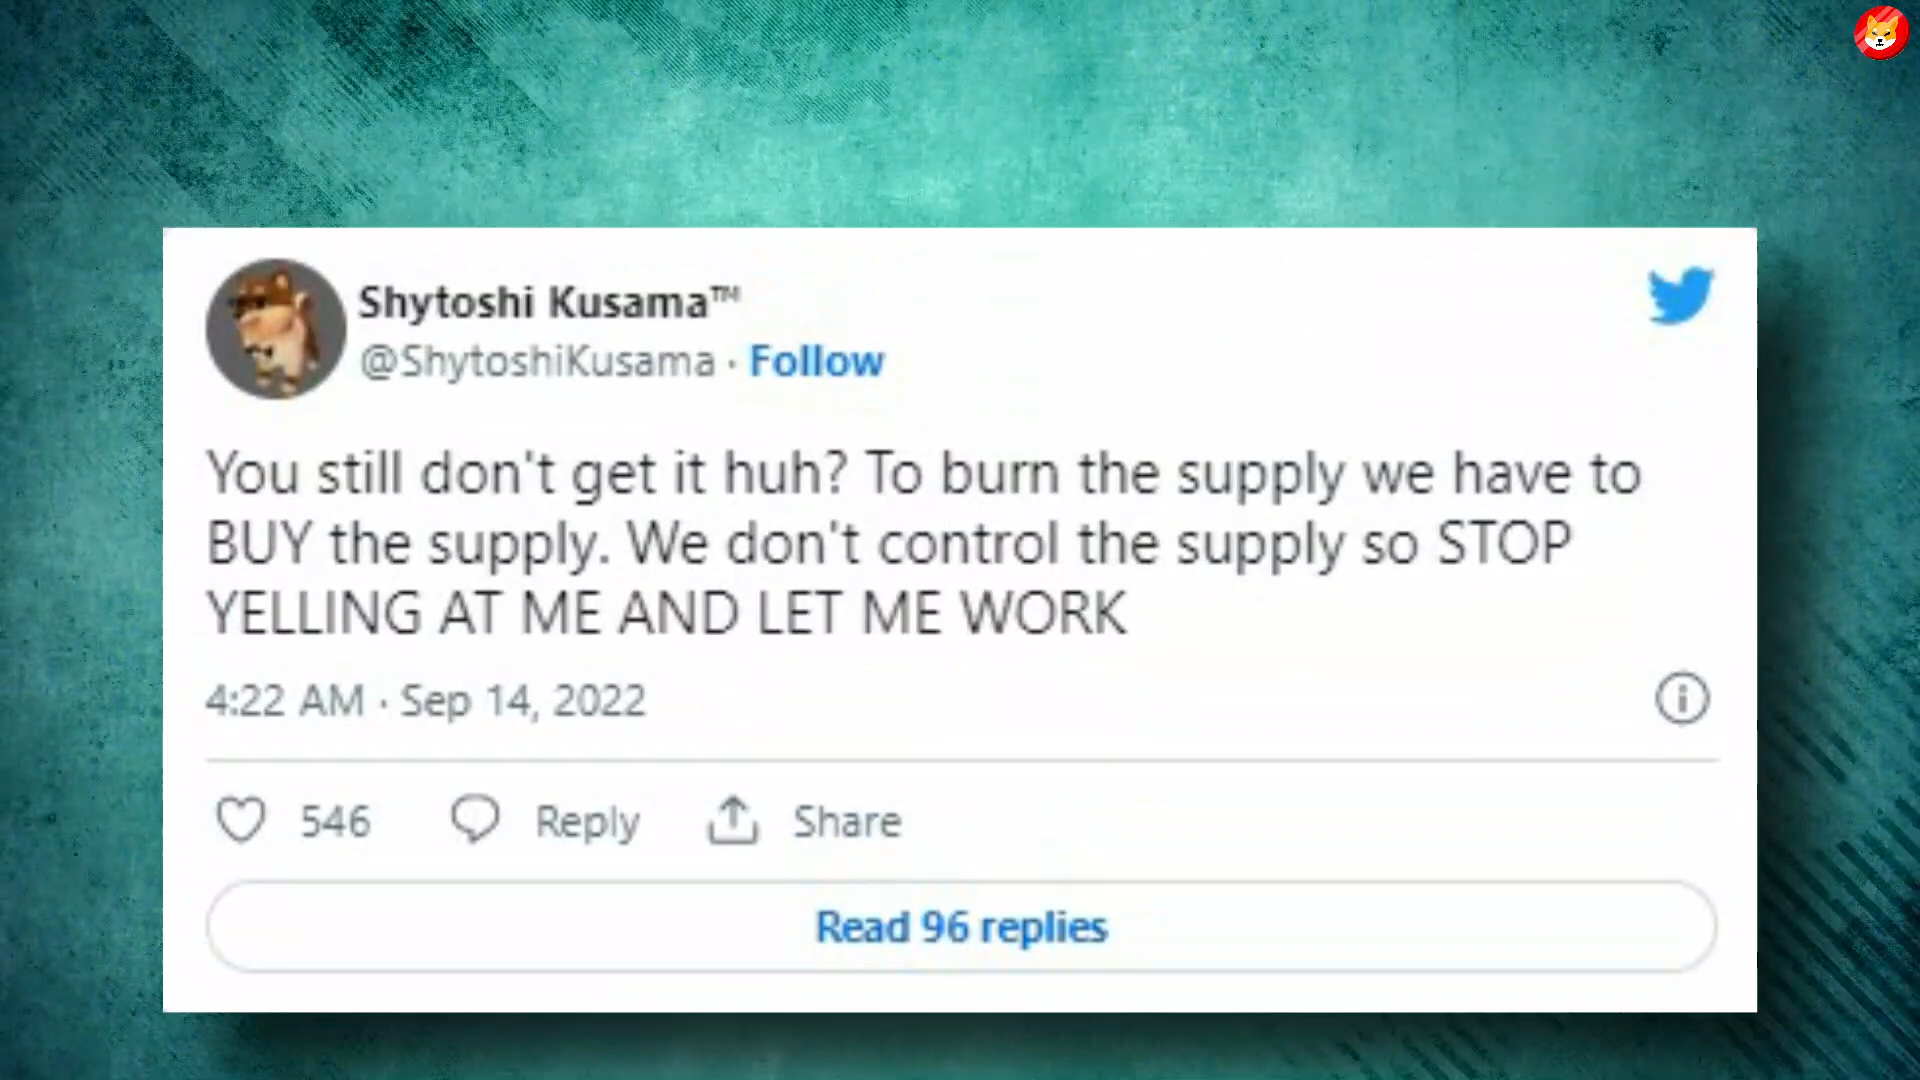 Shytoshi Kusama™
@ShytoshiKusama · Follow
You still don't get it huh? To burn the supply we have to
BUY the supply. We don't control the supply so STOP
YELLING AT ME AND LET ME WORK
4:22 AM · Sep 14, 2022
546 Reply Share
Read 96 replies